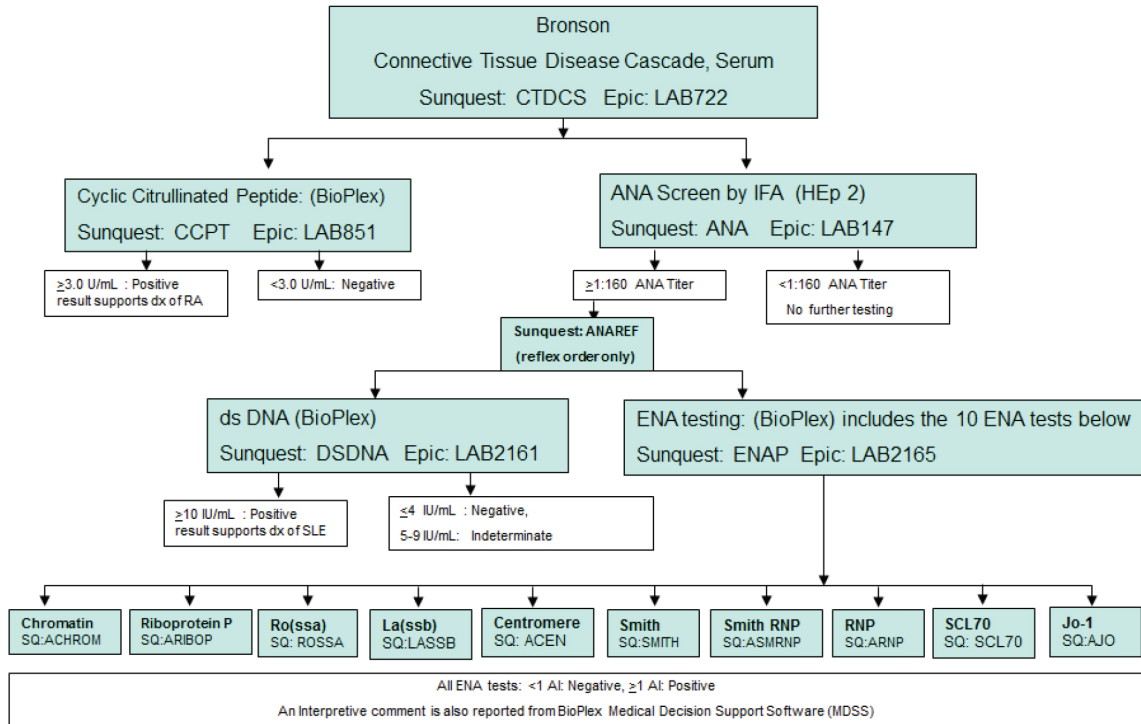 Bronson
Connective Tissue Disease Cascade, Serum
Sunquest: CTDCS Epic: LAB722
Cyclic Citrullinated Peptide: (BioPlex)
Sunquest: CCPT Epic: LAB851
ANA Screen by IFA (HEp 2)
Sunquest: ANA Epic: LAB147
≥3.0 U/mL : Positive
result supports dx of RA
<3.0 U/mL: Negative
≥1:160 ANA Titer
<1:160 ANA Titer
No further testing
Sunquest: ANAREF
(reflex order only)
ds DNA (BioPlex)
Sunquest: DSDNA Epic: LAB2161
ENA testing: (BioPlex) includes the 10 ENA tests below
Sunquest: ENAP Epic: LAB2165
≥10 IU/mL : Positive
result supports dx of SLE
≤4 IU/mL : Negative,
5-9 IU/mL: Indeterminate
Chromatin
SQ:ACHROM
Riboprotein P
SQ:ARIBOP
Ro(ssa)
SQ: ROSSA
La(ssb)
SQ:LASSB
Centromere
SQ: ACEN
Smith
SQ:SMITH
Smith RNP
SQ:ASMRNP
RNP
SQ:ARNP
SCL70
SQ: SCL70
Jo-1
SQ:AJO
All ENA tests: <1 AI: Negative, ≥1 AI: Positive
An Interpretive comment is also reported from BioPlex Medical Decision Support Software (MDSS)